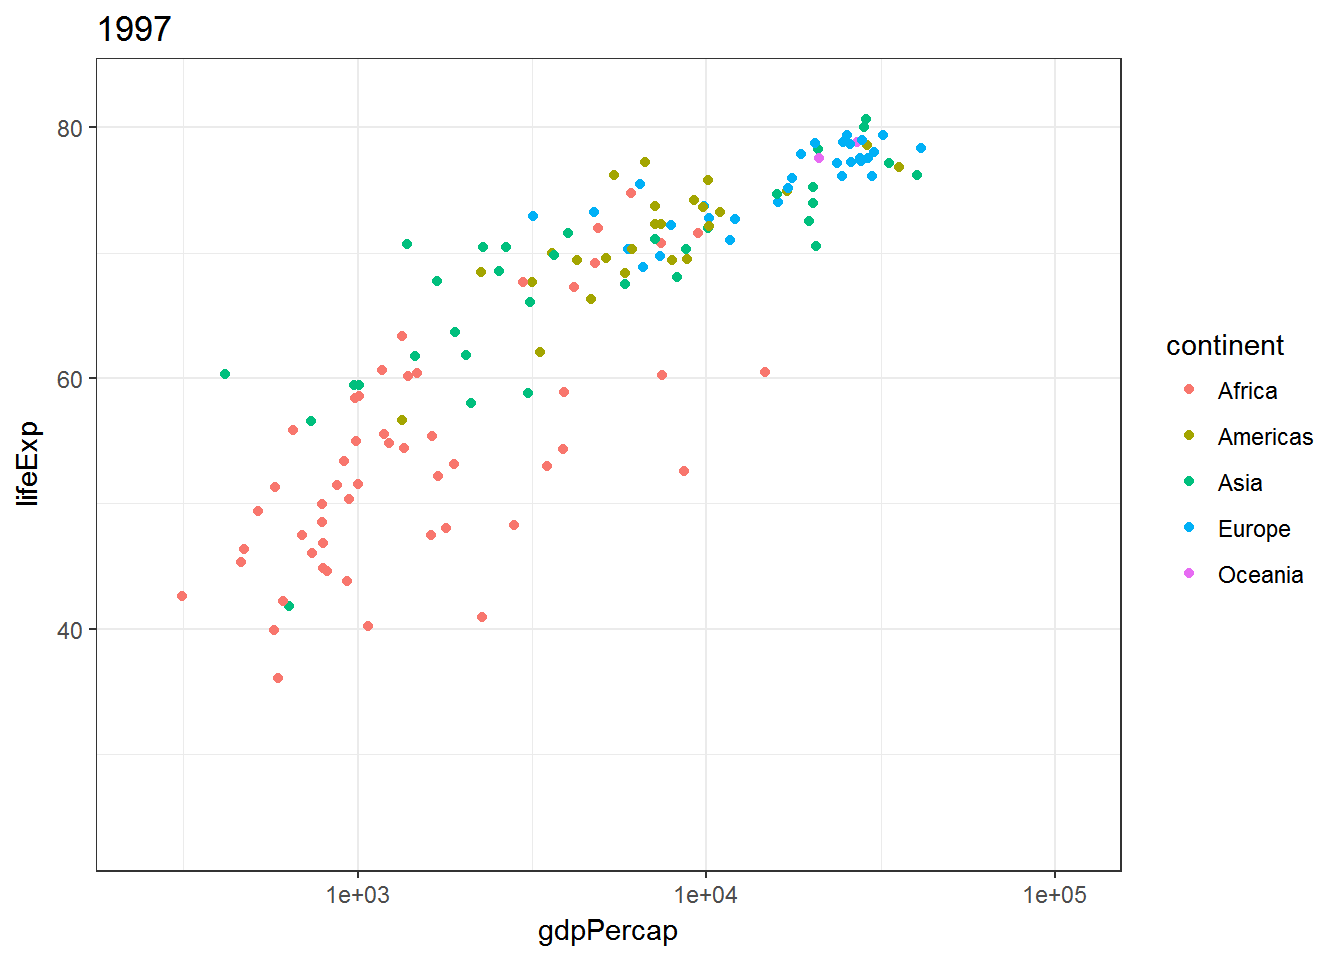 1997
80
60
40
lifeExp
1e+03
1e+04
1e+05
gdpPercap
continent
Africa
Americas
Asia
Europe
Oceania